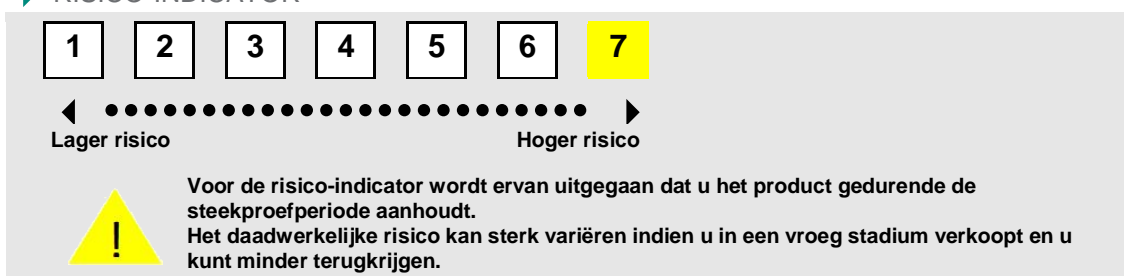 RISICO-INDICATOR
1 2 3 4 5 6 7
Lager risico Hoger risico
Voor de risico-indicator wordt ervan uitgegaan dat u het product gedurende de
steekproefperiode aanhoudt.
!
Het daadwerkelijke risico kan sterk variëren indien u in een vroeg stadium verkoopt en u
kunt minder terugkrijgen.